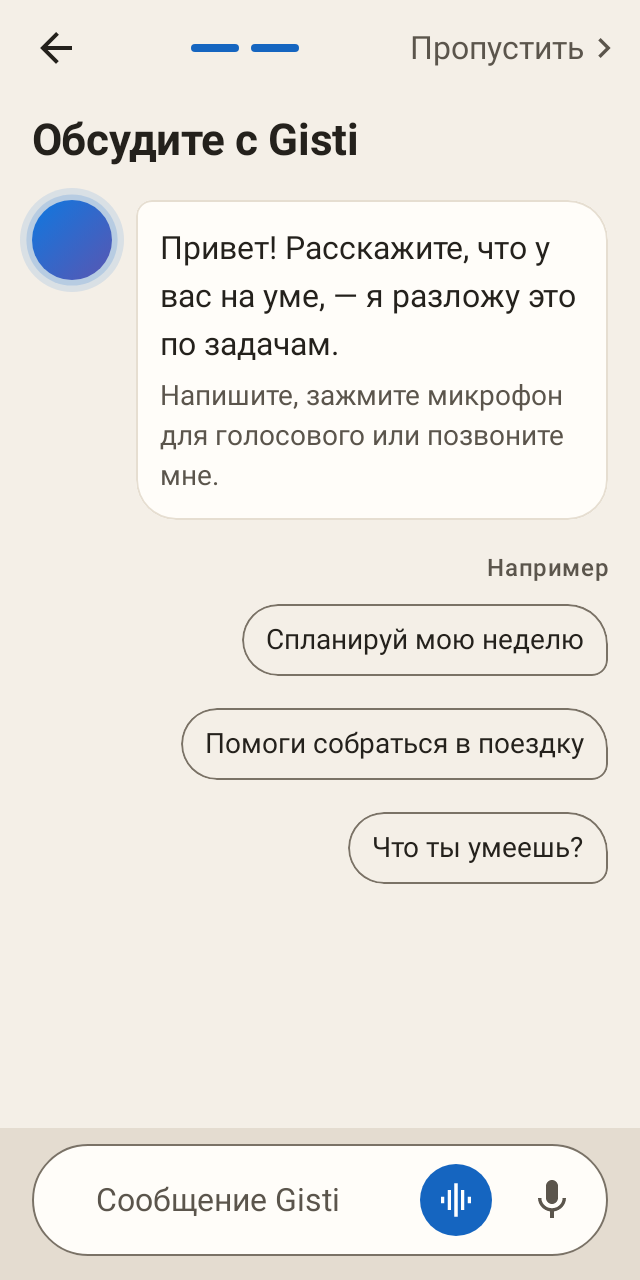 Пропустить
Обсудите с Gisti
Привет! Расскажите, что у
вас на уме, — я разложу это
по задачам.
Напишите, зажмите микрофон
для голосового или позвоните
мне.
Например
Спланируй мою неделю
Помоги собраться в поездку
Что ты умеешь?
Сообщение Gisti